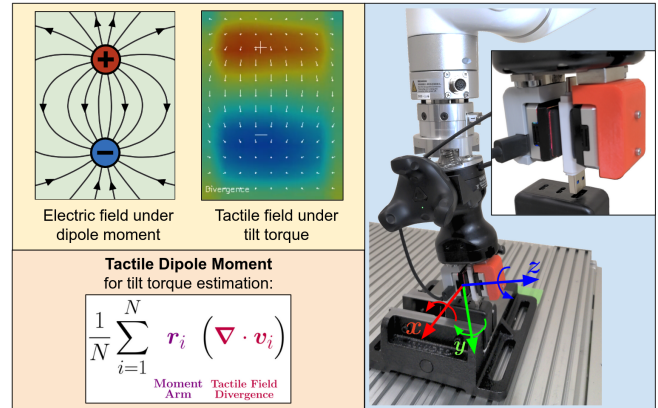 +
−
+
−
Divergence
Electric field under
dipole moment
Tactile field under
tilt torque
Tactile Dipole Moment
for tilt torque estimation:
1/N ∑_{i=1}^{N} r_i (∇ · v_i)
Moment
Arm
Tactile Field
Divergence
x
y
z